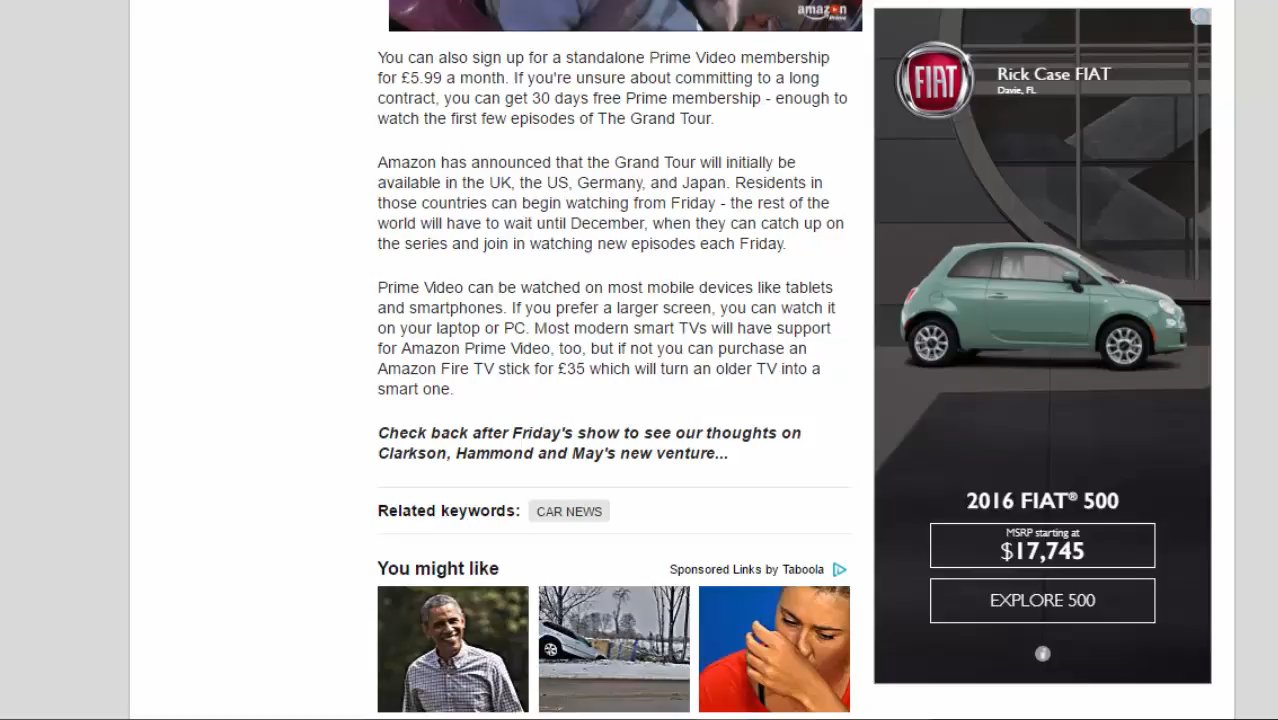 amazon
Prime
You can also sign up for a standalone Prime Video membership
for £5.99 a month. If you're unsure about committing to a long
contract, you can get 30 days free Prime membership - enough to
watch the first few episodes of The Grand Tour.
Amazon has announced that the Grand Tour will initially be
available in the UK, the US, Germany, and Japan. Residents in
those countries can begin watching from Friday - the rest of the
world will have to wait until December, when they can catch up on
the series and join in watching new episodes each Friday.
Prime Video can be watched on most mobile devices like tablets
and smartphones. If you prefer a larger screen, you can watch it
on your laptop or PC. Most modern smart TVs will have support
for Amazon Prime Video, too, but if not you can purchase an
Amazon Fire TV stick for £35 which will turn an older TV into a
smart one.
Check back after Friday's show to see our thoughts on
Clarkson, Hammond and May's new venture...
Related keywords: CAR NEWS
You might like
Sponsored Links by Taboola
FIAT
Rick Case FIAT
Davie, FL
2016 FIAT® 500
MSRP starting at
$17,745
EXPLORE 500